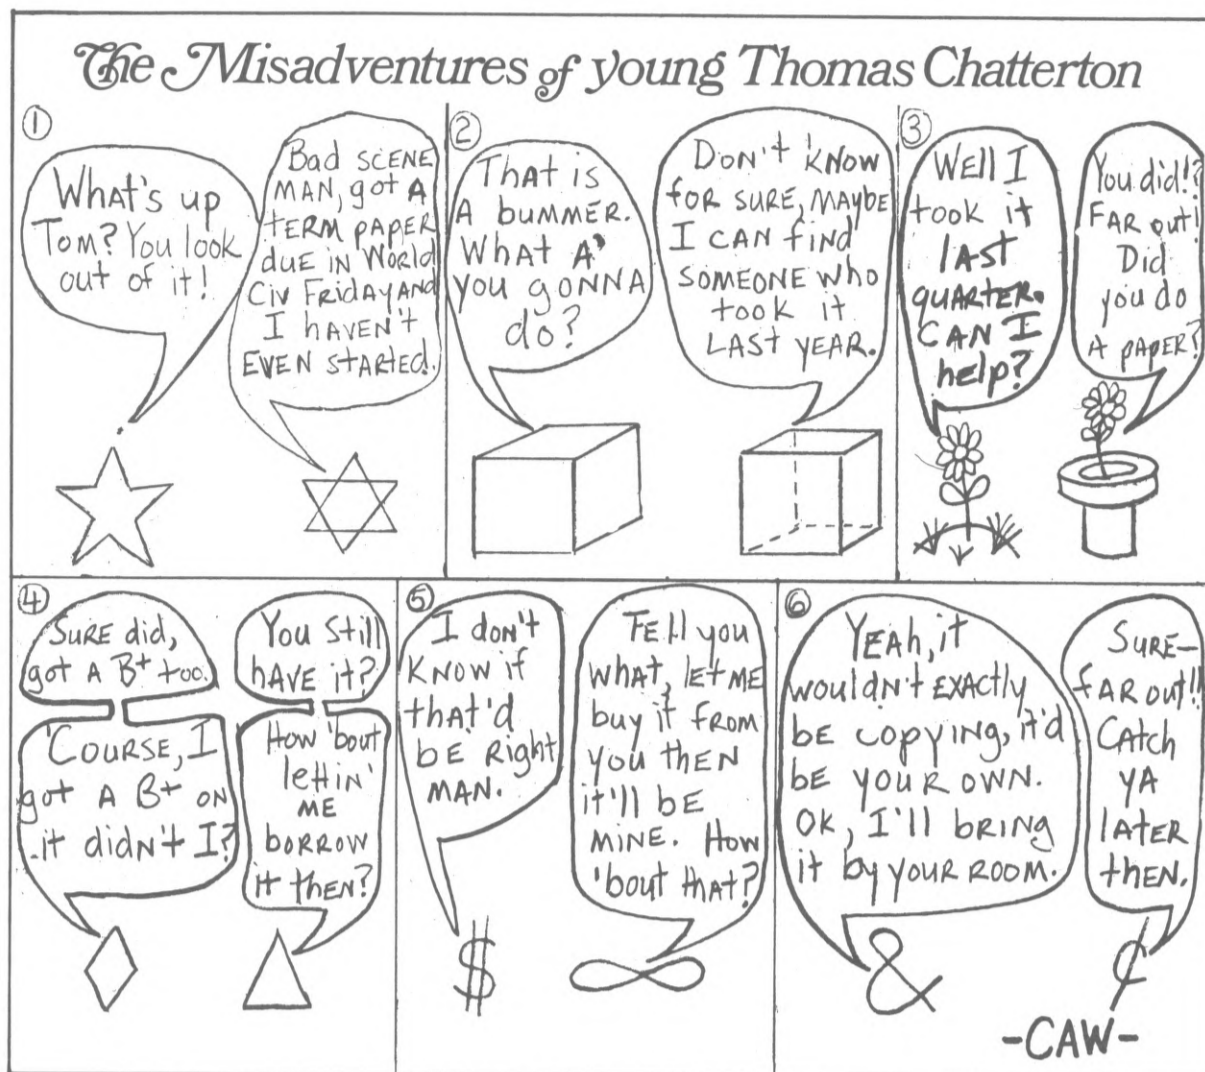 The Misadventures of young Thomas Chatterton
1
What's up
Tom? You look
out of it!
Bad scene
man, got a
term paper
due in World
Civ Friday and
I haven't
even started.
2
That is
a bummer.
What a'
you gonna
do?
Don't know
for sure, maybe
I can find
someone who
took it
last year.
3
Well I
took it
last
quarter.
Can I
help?
You did!?
Far out!
Did
you do
a paper?
4
Sure did,
got a B+ too.
'Course, I
got a B+ on
it didn't I?
You still
have it?
How 'bout
lettin'
me
borrow
it then?
5
I don't
know if
that'd
be right
man.
Tell you
what, let me
buy it from
you then
it'll be
mine. How
'bout that?
$
6
Yeah, it
wouldn't exactly
be copying, it'd
be your own.
Ok, I'll bring
it by your room.
Sure—
far out!!
Catch
ya
later
then.
&
¢
-CAW-